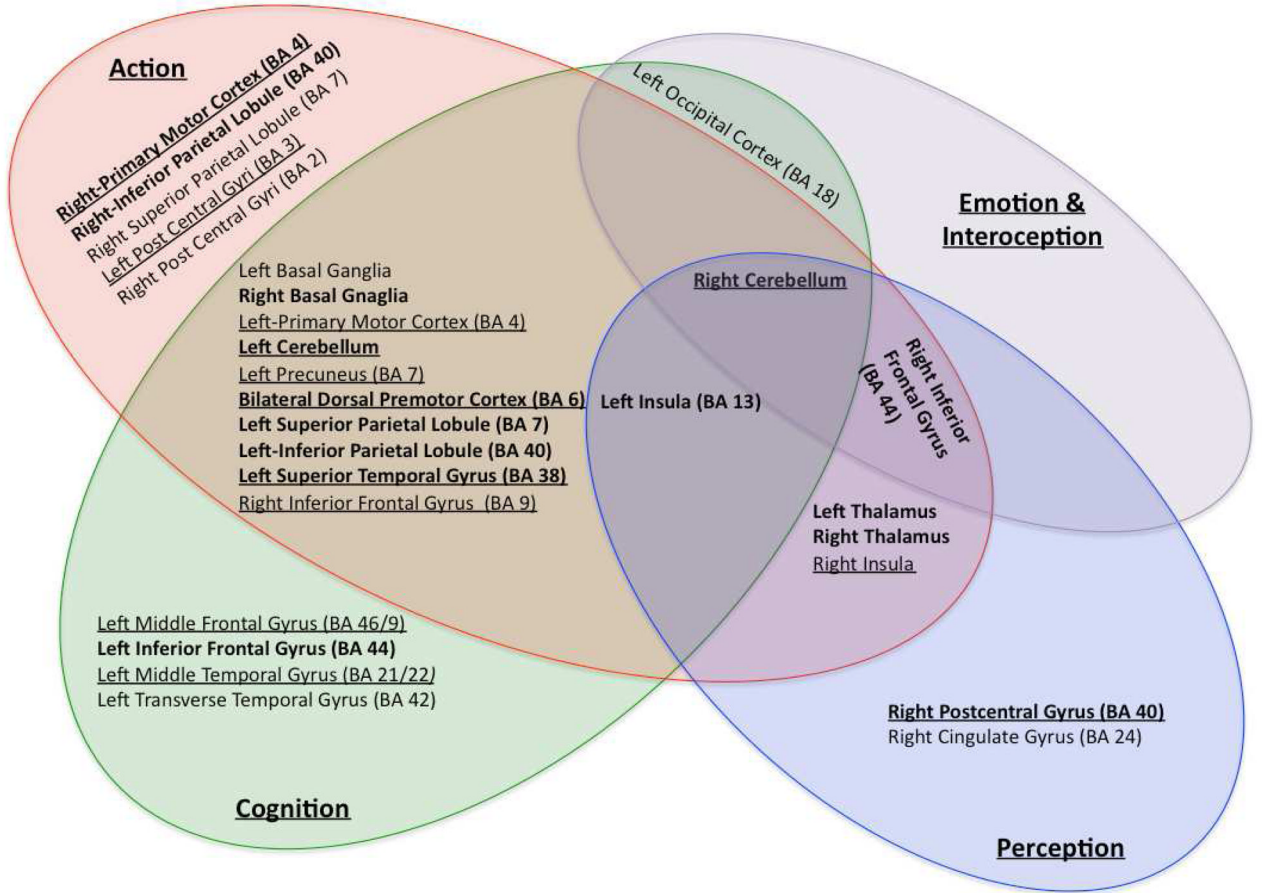 Action
Right-Primary Motor Cortex (BA 4)
Right-Inferior Parietal Lobule (BA 40)
Right Superior Parietal Lobule (BA 7)
Left Post Central Gyri (BA 3)
Right Post Central Gyri (BA 2)
Left Occipital Cortex (BA 18)
Emotion &
Interoception
Left Basal Ganglia
Right Basal Gnaglia
Left-Primary Motor Cortex (BA 4)
Left Cerebellum
Left Precuneus (BA 7)
Bilateral Dorsal Premotor Cortex (BA 6)
Left Superior Parietal Lobule (BA 7)
Left-Inferior Parietal Lobule (BA 40)
Left Superior Temporal Gyrus (BA 38)
Right Inferior Frontal Gyrus (BA 9)
Right Cerebellum
Left Insula (BA 13)
Right Inferior
Frontal Gyrus
(BA 44)
Left Thalamus
Right Thalamus
Right Insula
Left Middle Frontal Gyrus (BA 46/9)
Left Inferior Frontal Gyrus (BA 44)
Left Middle Temporal Gyrus (BA 21/22)
Left Transverse Temporal Gyrus (BA 42)
Right Postcentral Gyrus (BA 40)
Right Cingulate Gyrus (BA 24)
Cognition
Perception